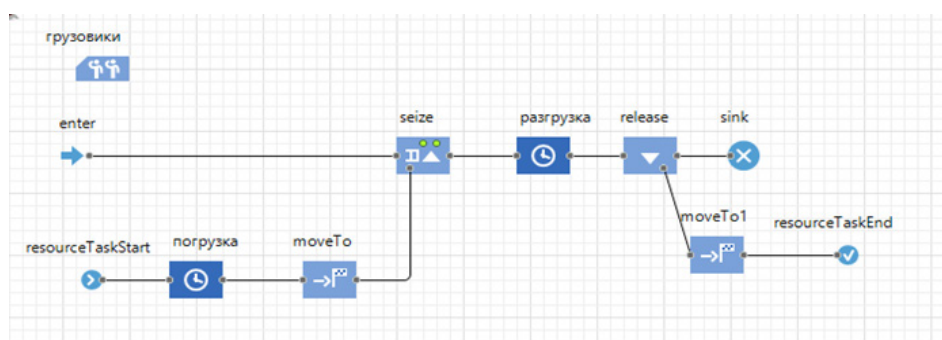 грузовики
enter
seize
разгрузка
release
sink
resourceTaskStart
погрузка
moveTo
moveTo1
resourceTaskEnd